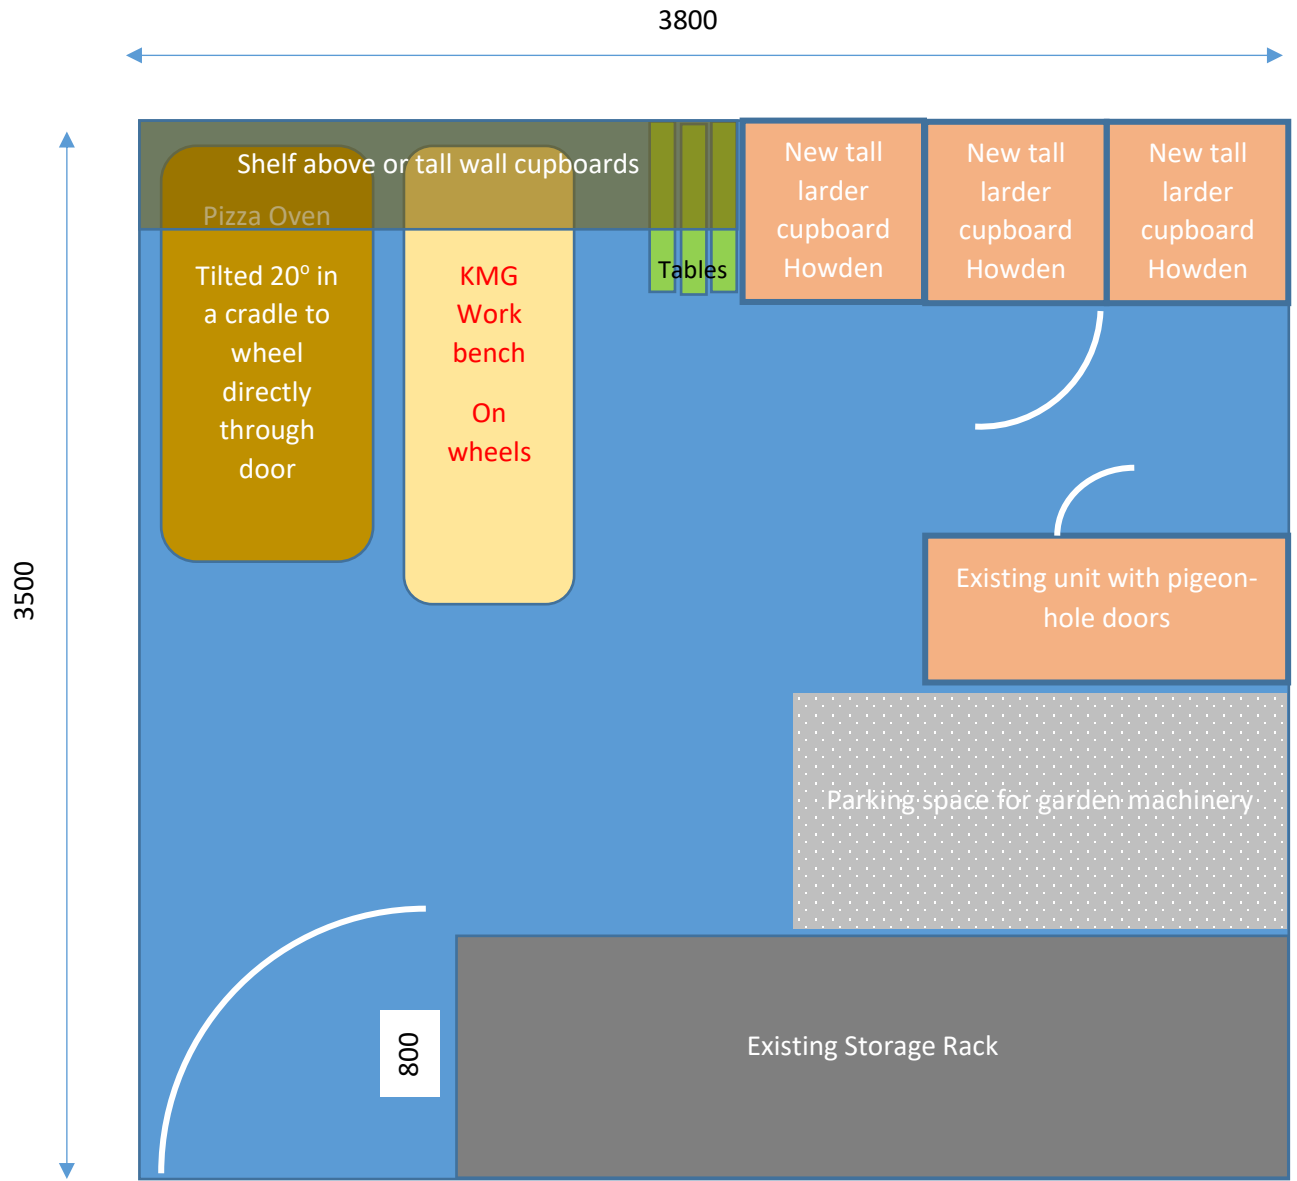 3800
Shelf above or tall wall cupboards
Pizza Oven
Tilted 20º in
a cradle to
wheel
directly
through
door
KMG
Work
bench
On
wheels
Tables
New tall
larder
cupboard
Howden
New tall
larder
cupboard
Howden
New tall
larder
cupboard
Howden
3500
Existing unit with pigeon-
hole doors
Parking space for garden machinery
800
Existing Storage Rack